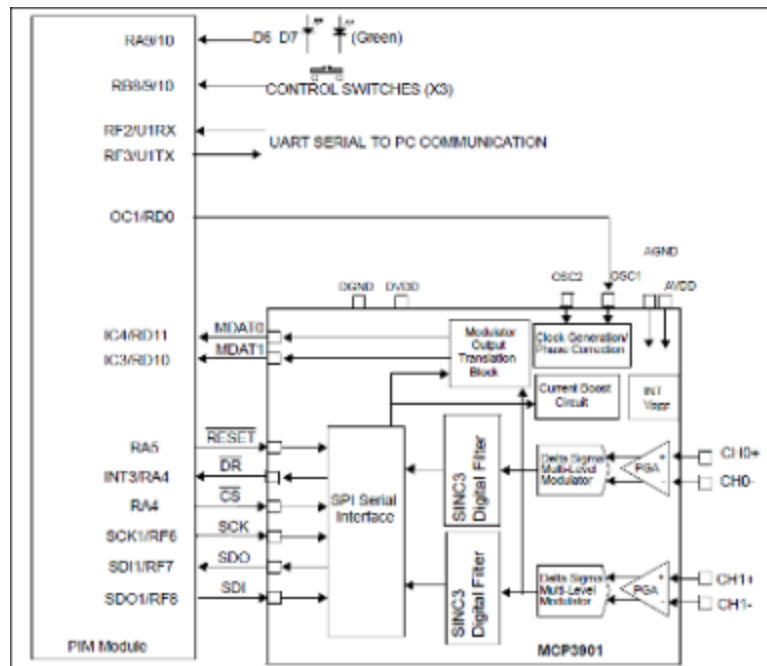 RA9/10
D6 D7
(Green)
RB8/9/10
CONTROL SWITCHES (X3)
RF2/U1RX
RF3/U1TX
UART SERIAL TO PC COMMUNICATION
OC1/RD0
AGND
DGND
DVDD
OSC2
OSC1
AVDD
IC4/RD11
MDAT0
IC3/RD10
MDAT1
Modulator
Output
Translation
Block
Clock Generation/
Phase Correction
Current Boost
Circuit
INT
VREF
RA5
RESET
INT3/RA4
DR
RA4
CS
SCK1/RF6
SCK
SDI1/RF7
SDO
SDO1/RF8
SDI
SPI Serial
Interface
SINC3
Digital Filter
Delta Sigma
Multi-Level
Modulator
PGA
+
-
CH0+
CH0-
SINC3
Digital Filter
Delta Sigma
Multi-Level
Modulator
PGA
+
-
CH1+
CH1-
PIM Module
MCP3901